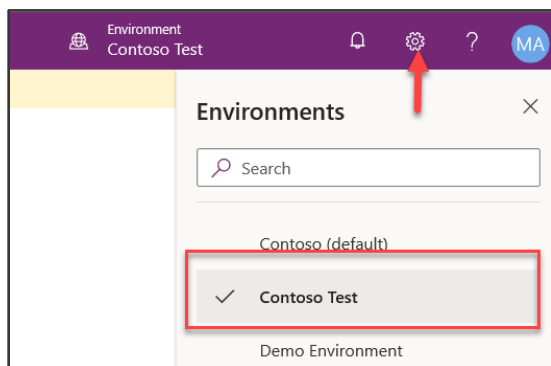 Environment
Contoso Test
?
MA
Environments
Search
Contoso (default)
Contoso Test
Demo Environment